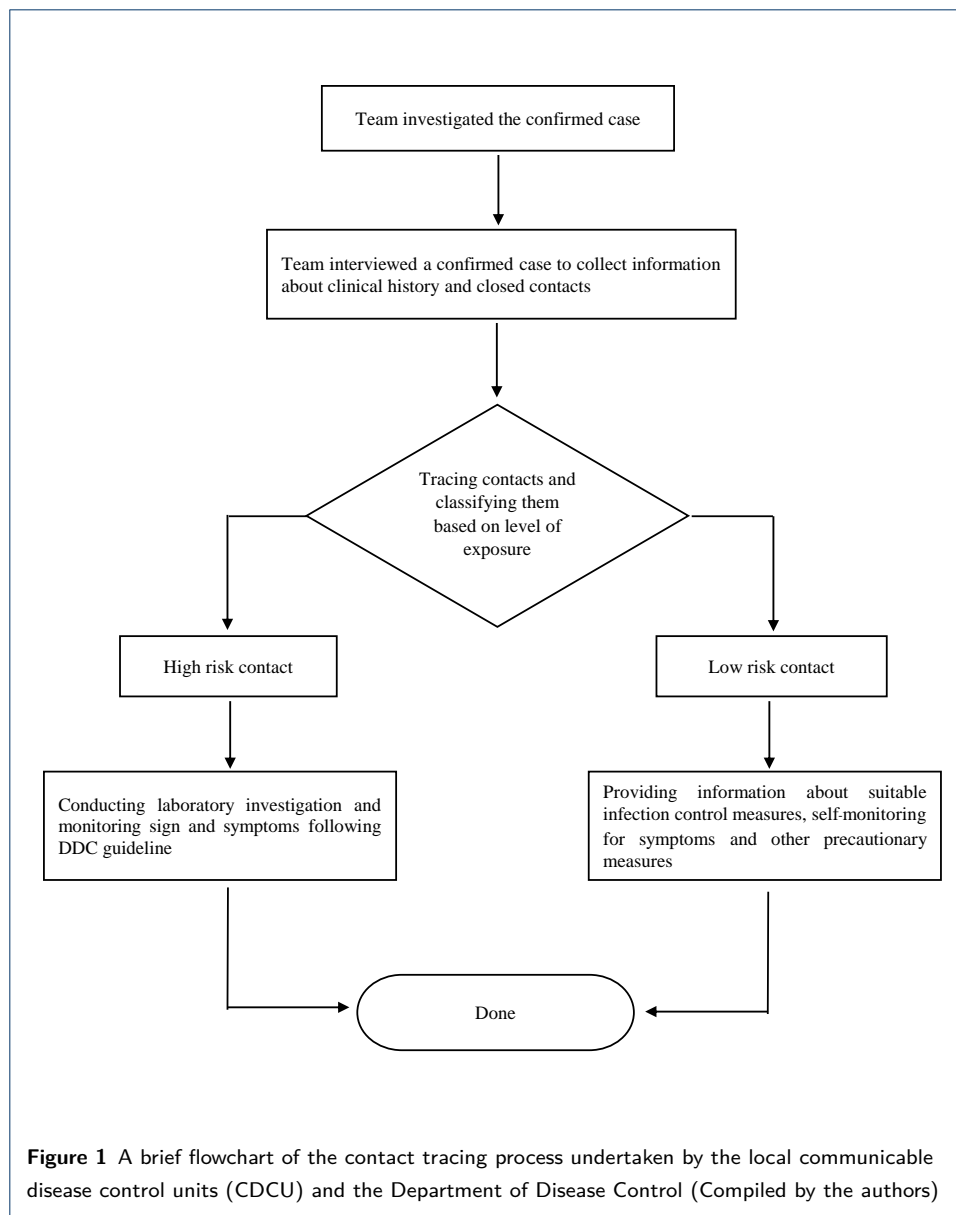 Team investigated the confirmed case
Team interviewed a confirmed case to collect information
about clinical history and closed contacts
Tracing contacts and
classifying them
based on level of
exposure
High risk contact
Low risk contact
Conducting laboratory investigation and
monitoring sign and symptoms following
DDC guideline
Providing information about suitable
infection control measures, self-monitoring
for symptoms and other precautionary
measures
Done
Figure 1 A brief flowchart of the contact tracing process undertaken by the local communicable
disease control units (CDCU) and the Department of Disease Control (Compiled by the authors)